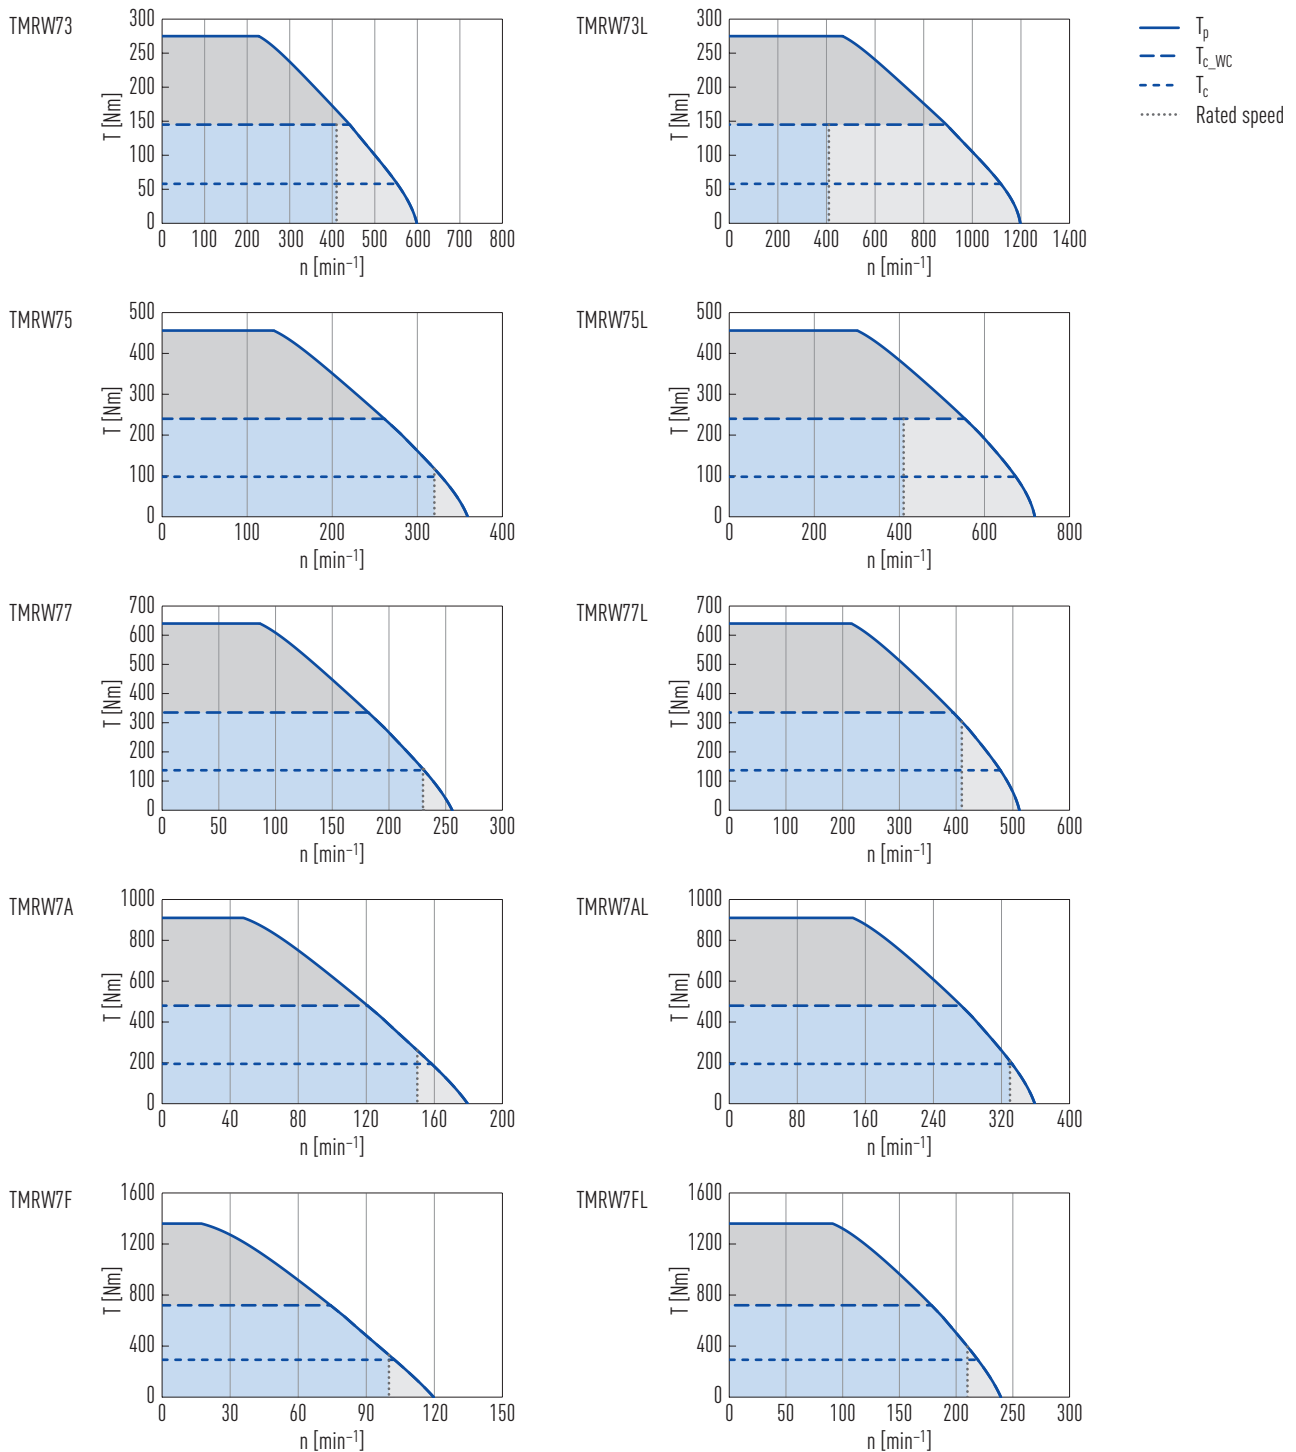 TMRW73
T [Nm]
300
250
200
150
100
50
0
0 100 200 300 400 500 600 700 800
n [min⁻¹]
TMRW73L
T [Nm]
300
250
200
150
100
50
0
0 200 400 600 800 1000 1200 1400
n [min⁻¹]
Tp
Tc_WC
Tc
Rated speed
TMRW75
T [Nm]
500
400
300
200
100
0
0 100 200 300 400
n [min⁻¹]
TMRW75L
T [Nm]
500
400
300
200
100
0
0 200 400 600 800
n [min⁻¹]
TMRW77
T [Nm]
700
600
500
400
300
200
100
0
0 50 100 150 200 250 300
n [min⁻¹]
TMRW77L
T [Nm]
700
600
500
400
300
200
100
0
0 100 200 300 400 500 600
n [min⁻¹]
TMRW7A
T [Nm]
1000
800
600
400
200
0
0 40 80 120 160 200
n [min⁻¹]
TMRW7AL
T [Nm]
1000
800
600
400
200
0
0 80 160 240 320 400
n [min⁻¹]
TMRW7F
T [Nm]
1600
1200
800
400
0
0 30 60 90 120 150
n [min⁻¹]
TMRW7FL
T [Nm]
1600
1200
800
400
0
0 50 100 150 200 250 300
n [min⁻¹]